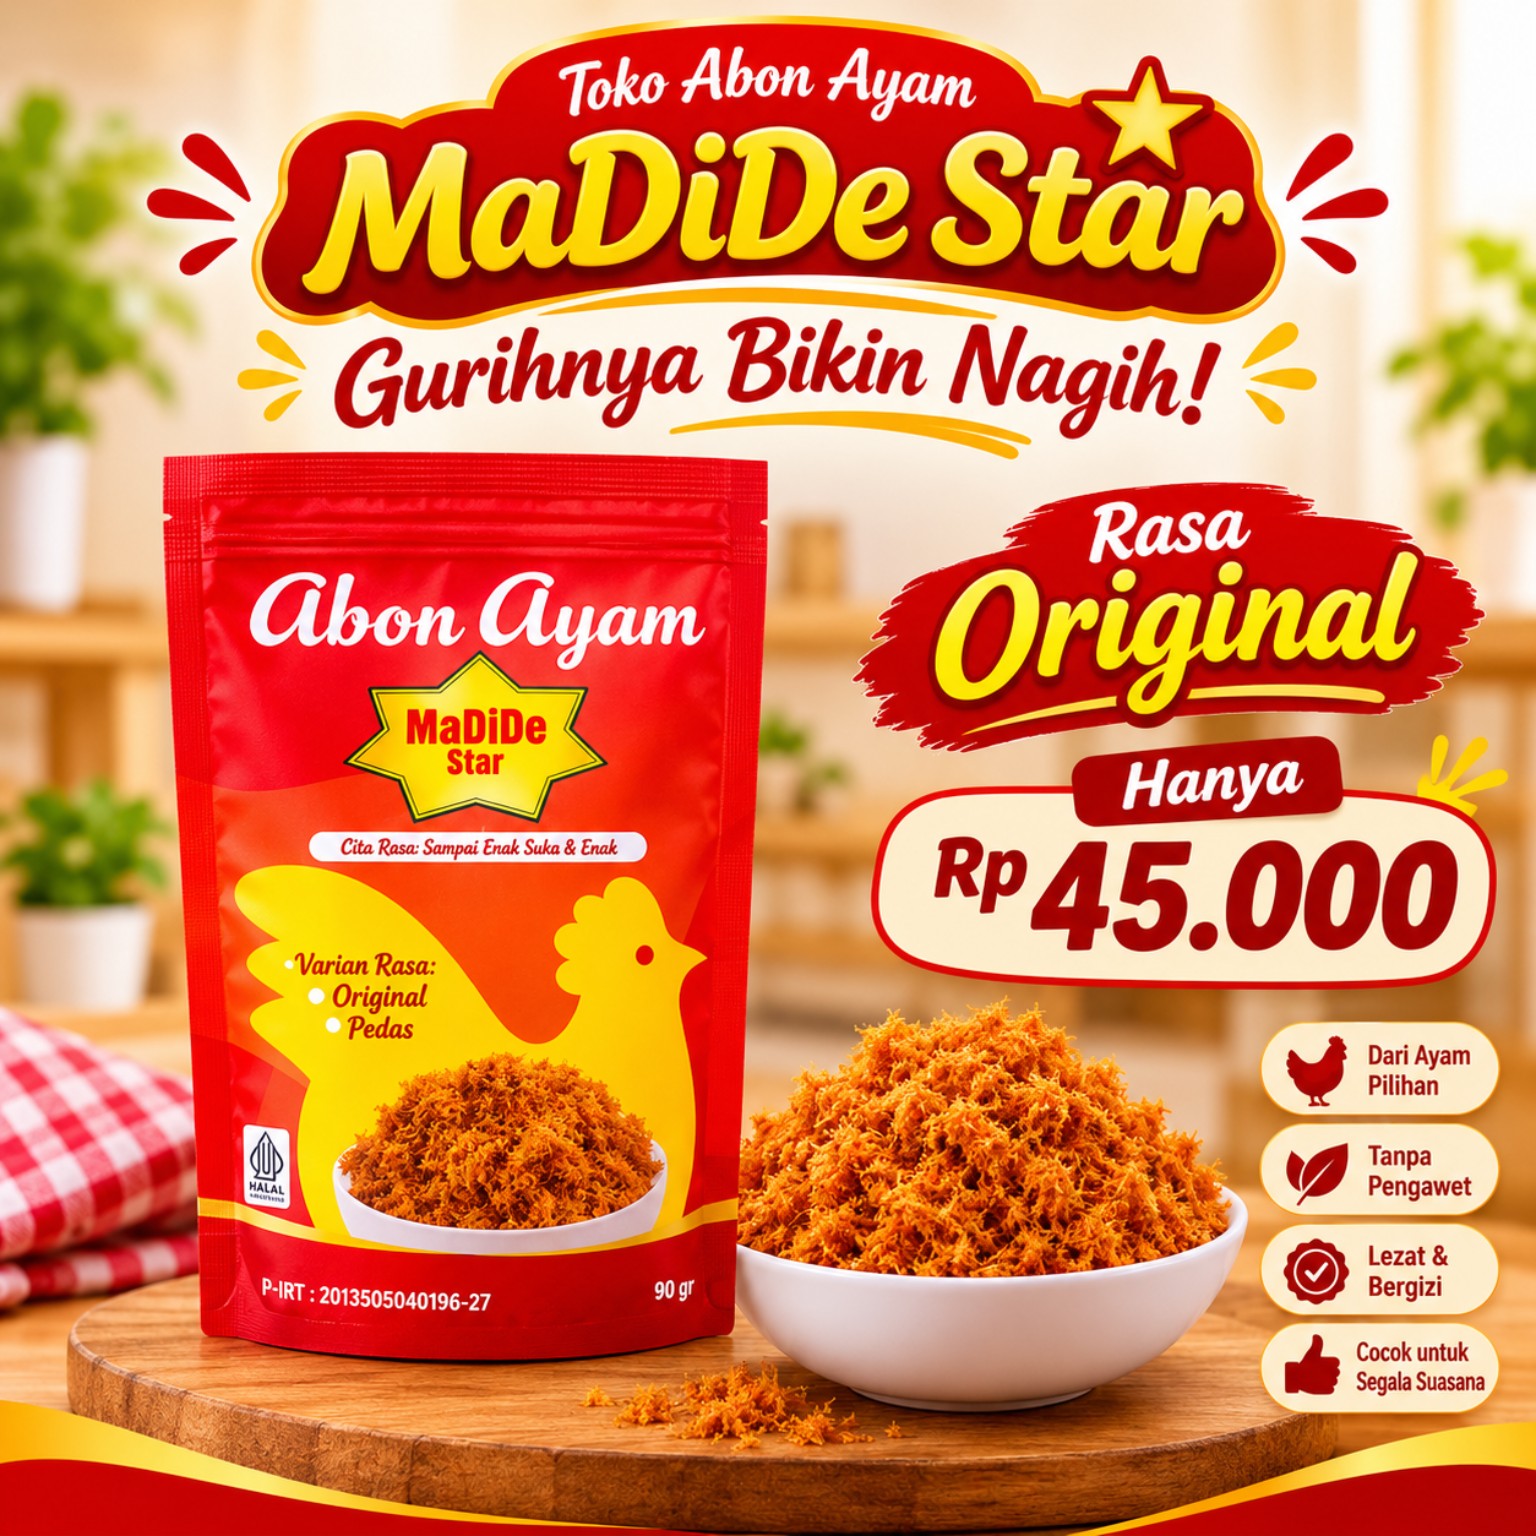 Toko Abon Ayam
MaDiDe Star
Gurihnya Bikin Nagih!
Abon Ayam
MaDiDe
Star
Cita Rasa: Sampai Enak Suka & Enak
Varian Rasa:
Original
Pedas
HALAL
P-IRT : 2013505040196-27
90 gr
Rasa
Original
Hanya
Rp 45.000
Dari Ayam
Pilihan
Tanpa
Pengawet
Lezat &
Bergizi
Cocok untuk
Segala Suasana